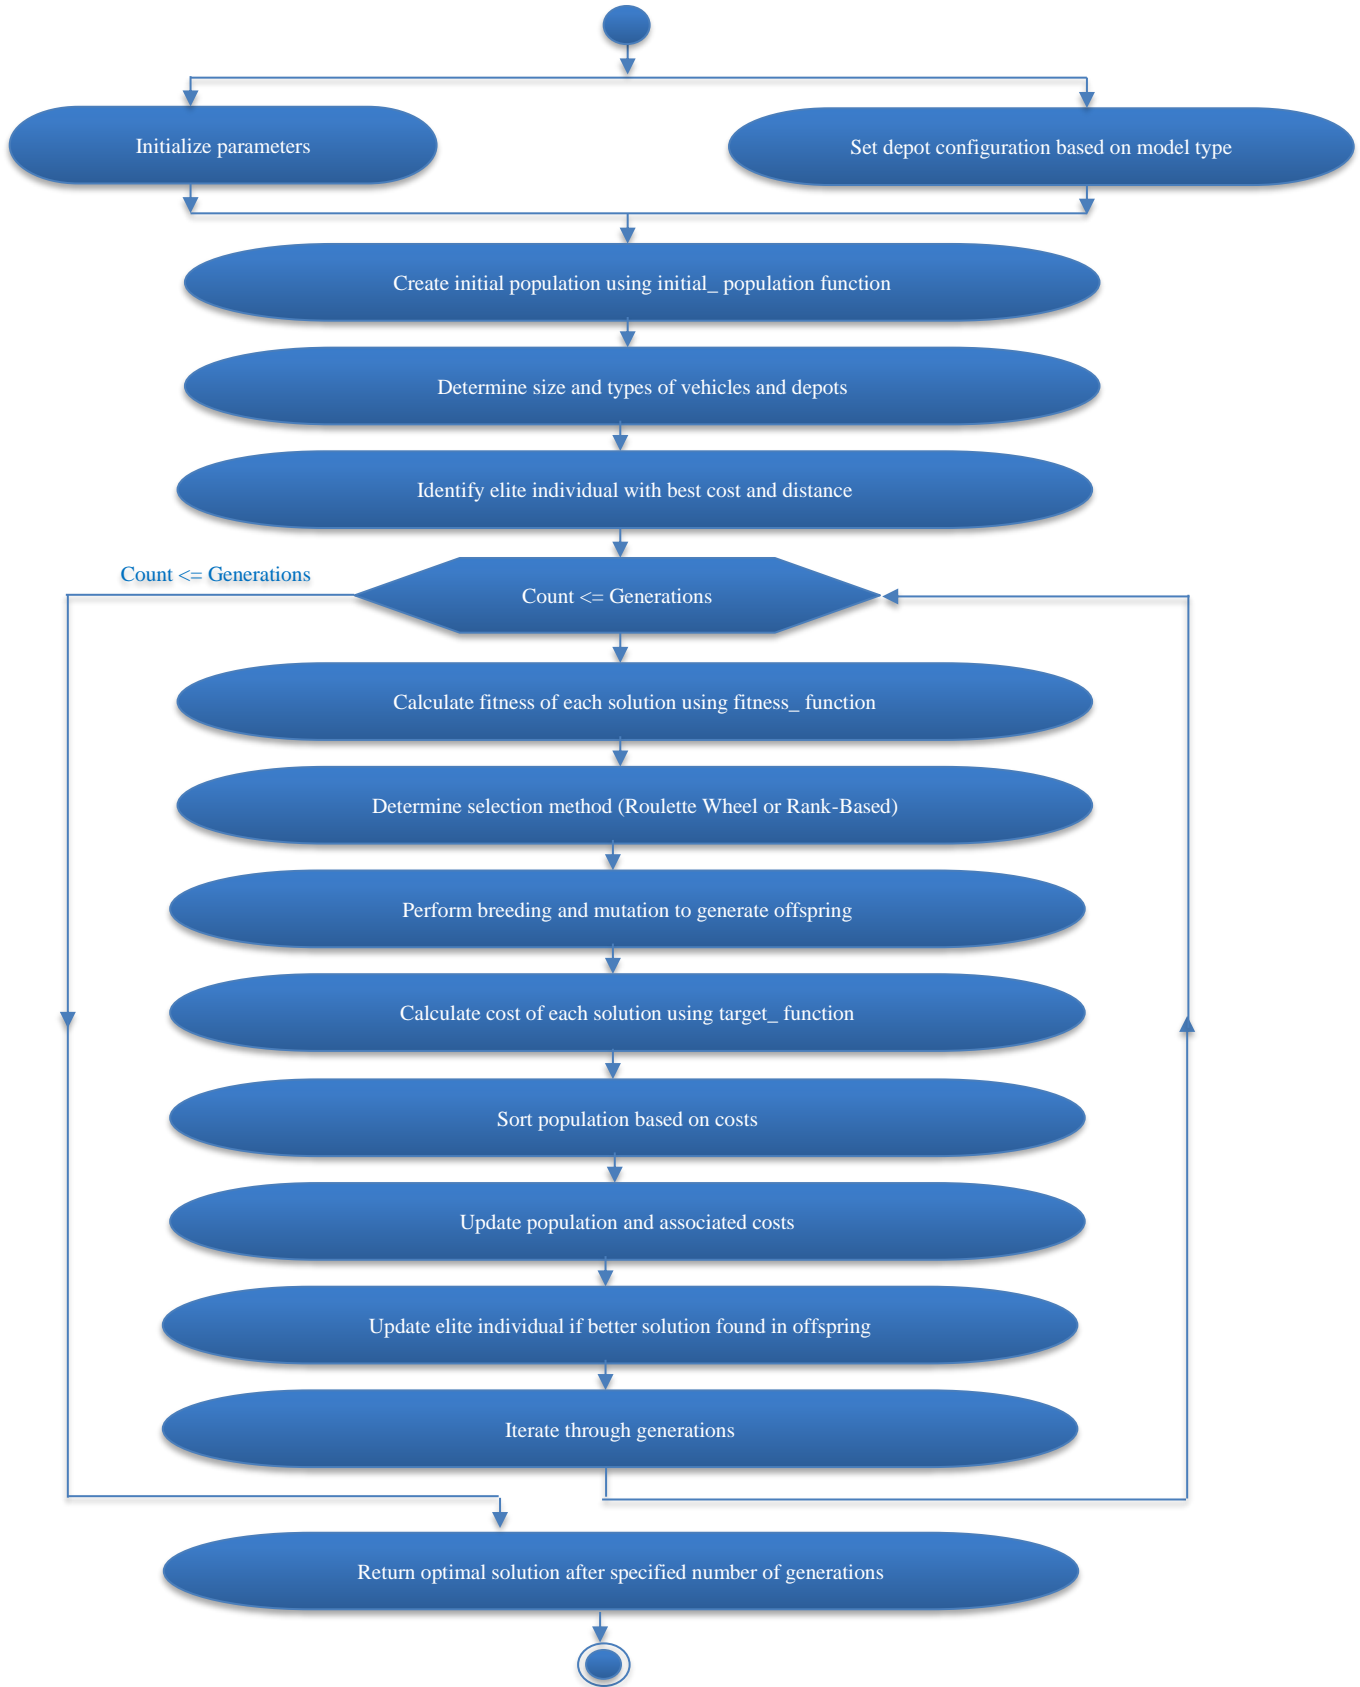 Initialize parameters
Set depot configuration based on model type
Create initial population using initial_ population function
Determine size and types of vehicles and depots
Identify elite individual with best cost and distance
Count <= Generations
Count <= Generations
Calculate fitness of each solution using fitness_ function
Determine selection method (Roulette Wheel or Rank-Based)
Perform breeding and mutation to generate offspring
Calculate cost of each solution using target_ function
Sort population based on costs
Update population and associated costs
Update elite individual if better solution found in offspring
Iterate through generations
Return optimal solution after specified number of generations